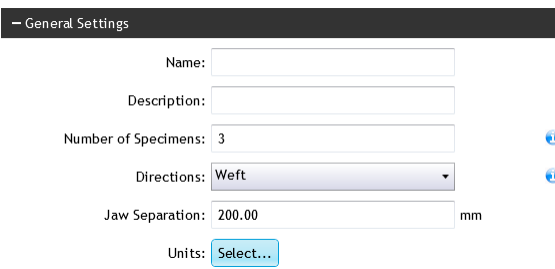 − General Settings
Name:
Description:
Number of Specimens: 3
Directions: Weft
Jaw Separation: 200.00 mm
Units: Select...